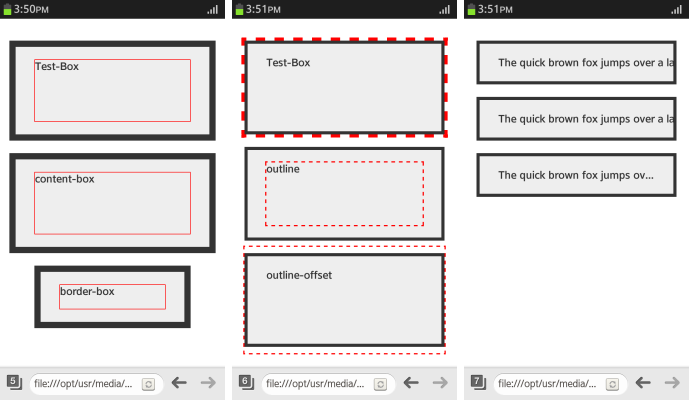 3:50PM
Test-Box
content-box
border-box
5
file:///opt/usr/media/...
3:51PM
Test-Box
outline
outline-offset
6
file:///opt/usr/media/...
3:51PM
The quick brown fox jumps over a la
The quick brown fox jumps over a la
The quick brown fox jumps ov...
7
file:///opt/usr/media/...